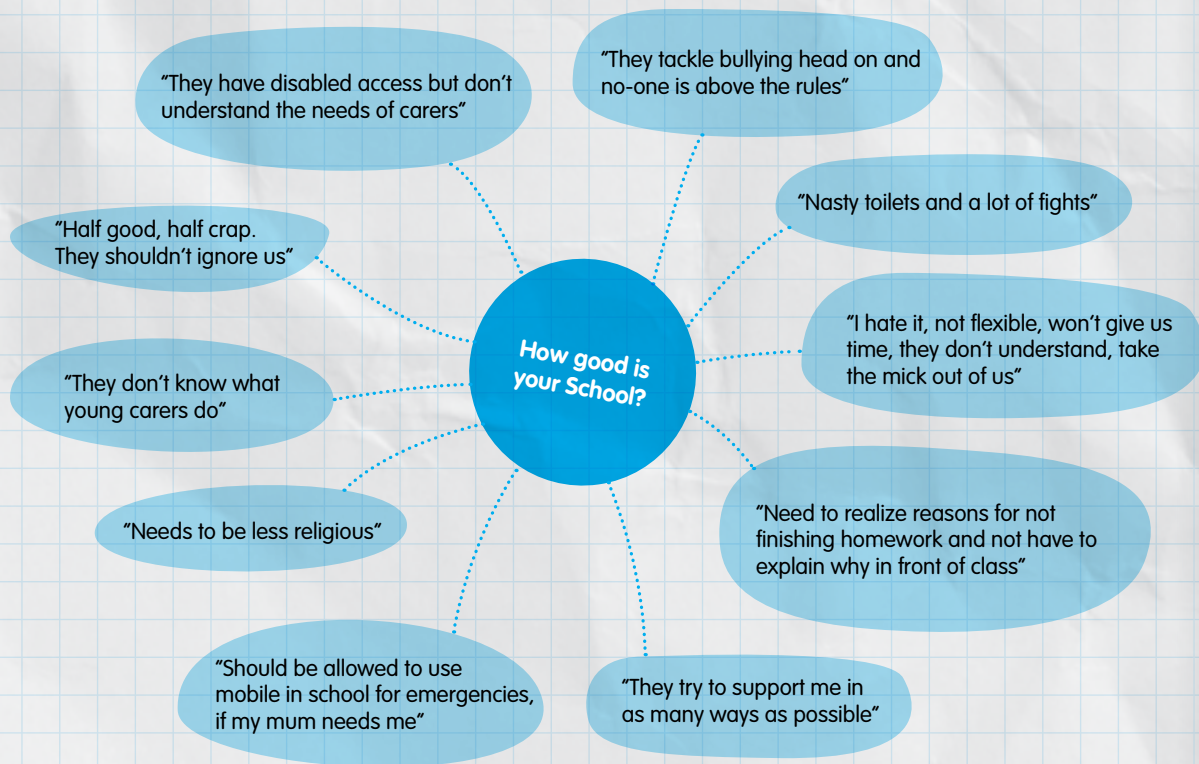 "They have disabled access but don't
understand the needs of carers"
"They tackle bullying head on and
no-one is above the rules"
"Nasty toilets and a lot of fights"
"Half good, half crap.
They shouldn't ignore us"
"I hate it, not flexible, won't give us
time, they don't understand, take
the mick out of us"
How good is
your School?
"They don't know what
young carers do"
"Needs to be less religious"
"Need to realize reasons for not
finishing homework and not have to
explain why in front of class"
"Should be allowed to use
mobile in school for emergencies,
if my mum needs me"
"They try to support me in
as many ways as possible"